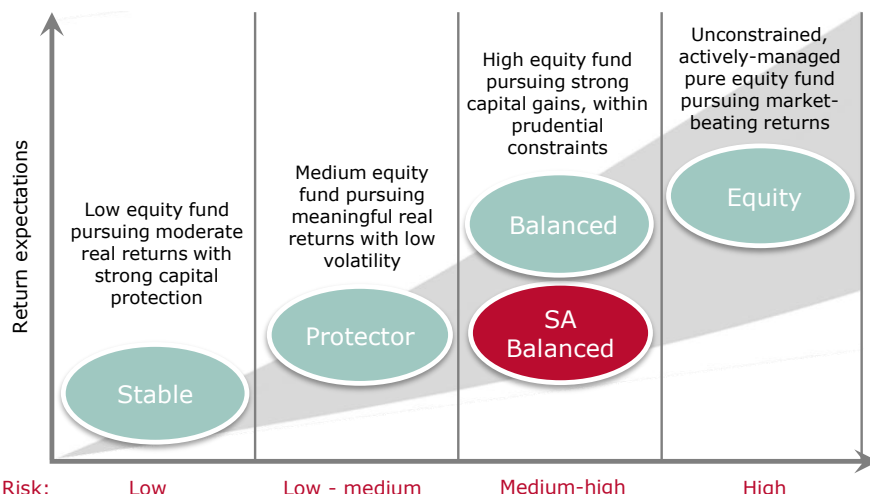 Return expectations
Low equity fund
pursuing moderate
real returns with
strong capital
protection
Stable
Medium equity
fund pursuing
meaningful real
returns with low
volatility
Protector
High equity fund
pursuing strong
capital gains, within
prudential
constraints
Balanced
SA
Balanced
Unconstrained,
actively-managed
pure equity fund
pursuing market-
beating returns
Equity
Risk:
Low
Low - medium
Medium-high
High